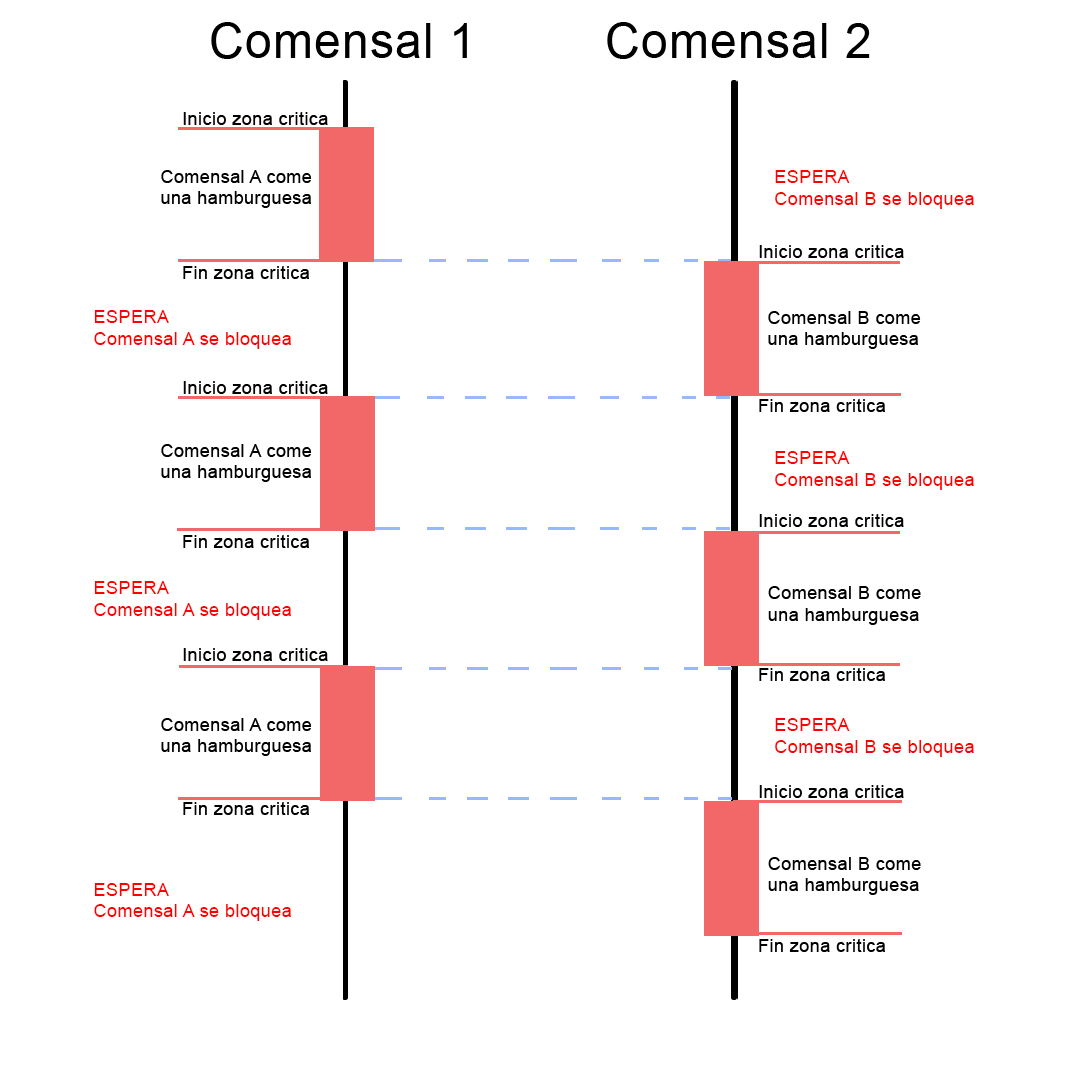 Comensal 1
Comensal 2
Inicio zona critica
Comensal A come
una hamburguesa
ESPERA
Comensal B se bloquea
Fin zona critica
Inicio zona critica
ESPERA
Comensal A se bloquea
Comensal B come
una hamburguesa
Inicio zona critica
Fin zona critica
Comensal A come
una hamburguesa
ESPERA
Comensal B se bloquea
Fin zona critica
Inicio zona critica
ESPERA
Comensal A se bloquea
Comensal B come
una hamburguesa
Inicio zona critica
Fin zona critica
Comensal A come
una hamburguesa
ESPERA
Comensal B se bloquea
Fin zona critica
Inicio zona critica
ESPERA
Comensal A se bloquea
Comensal B come
una hamburguesa
Fin zona critica